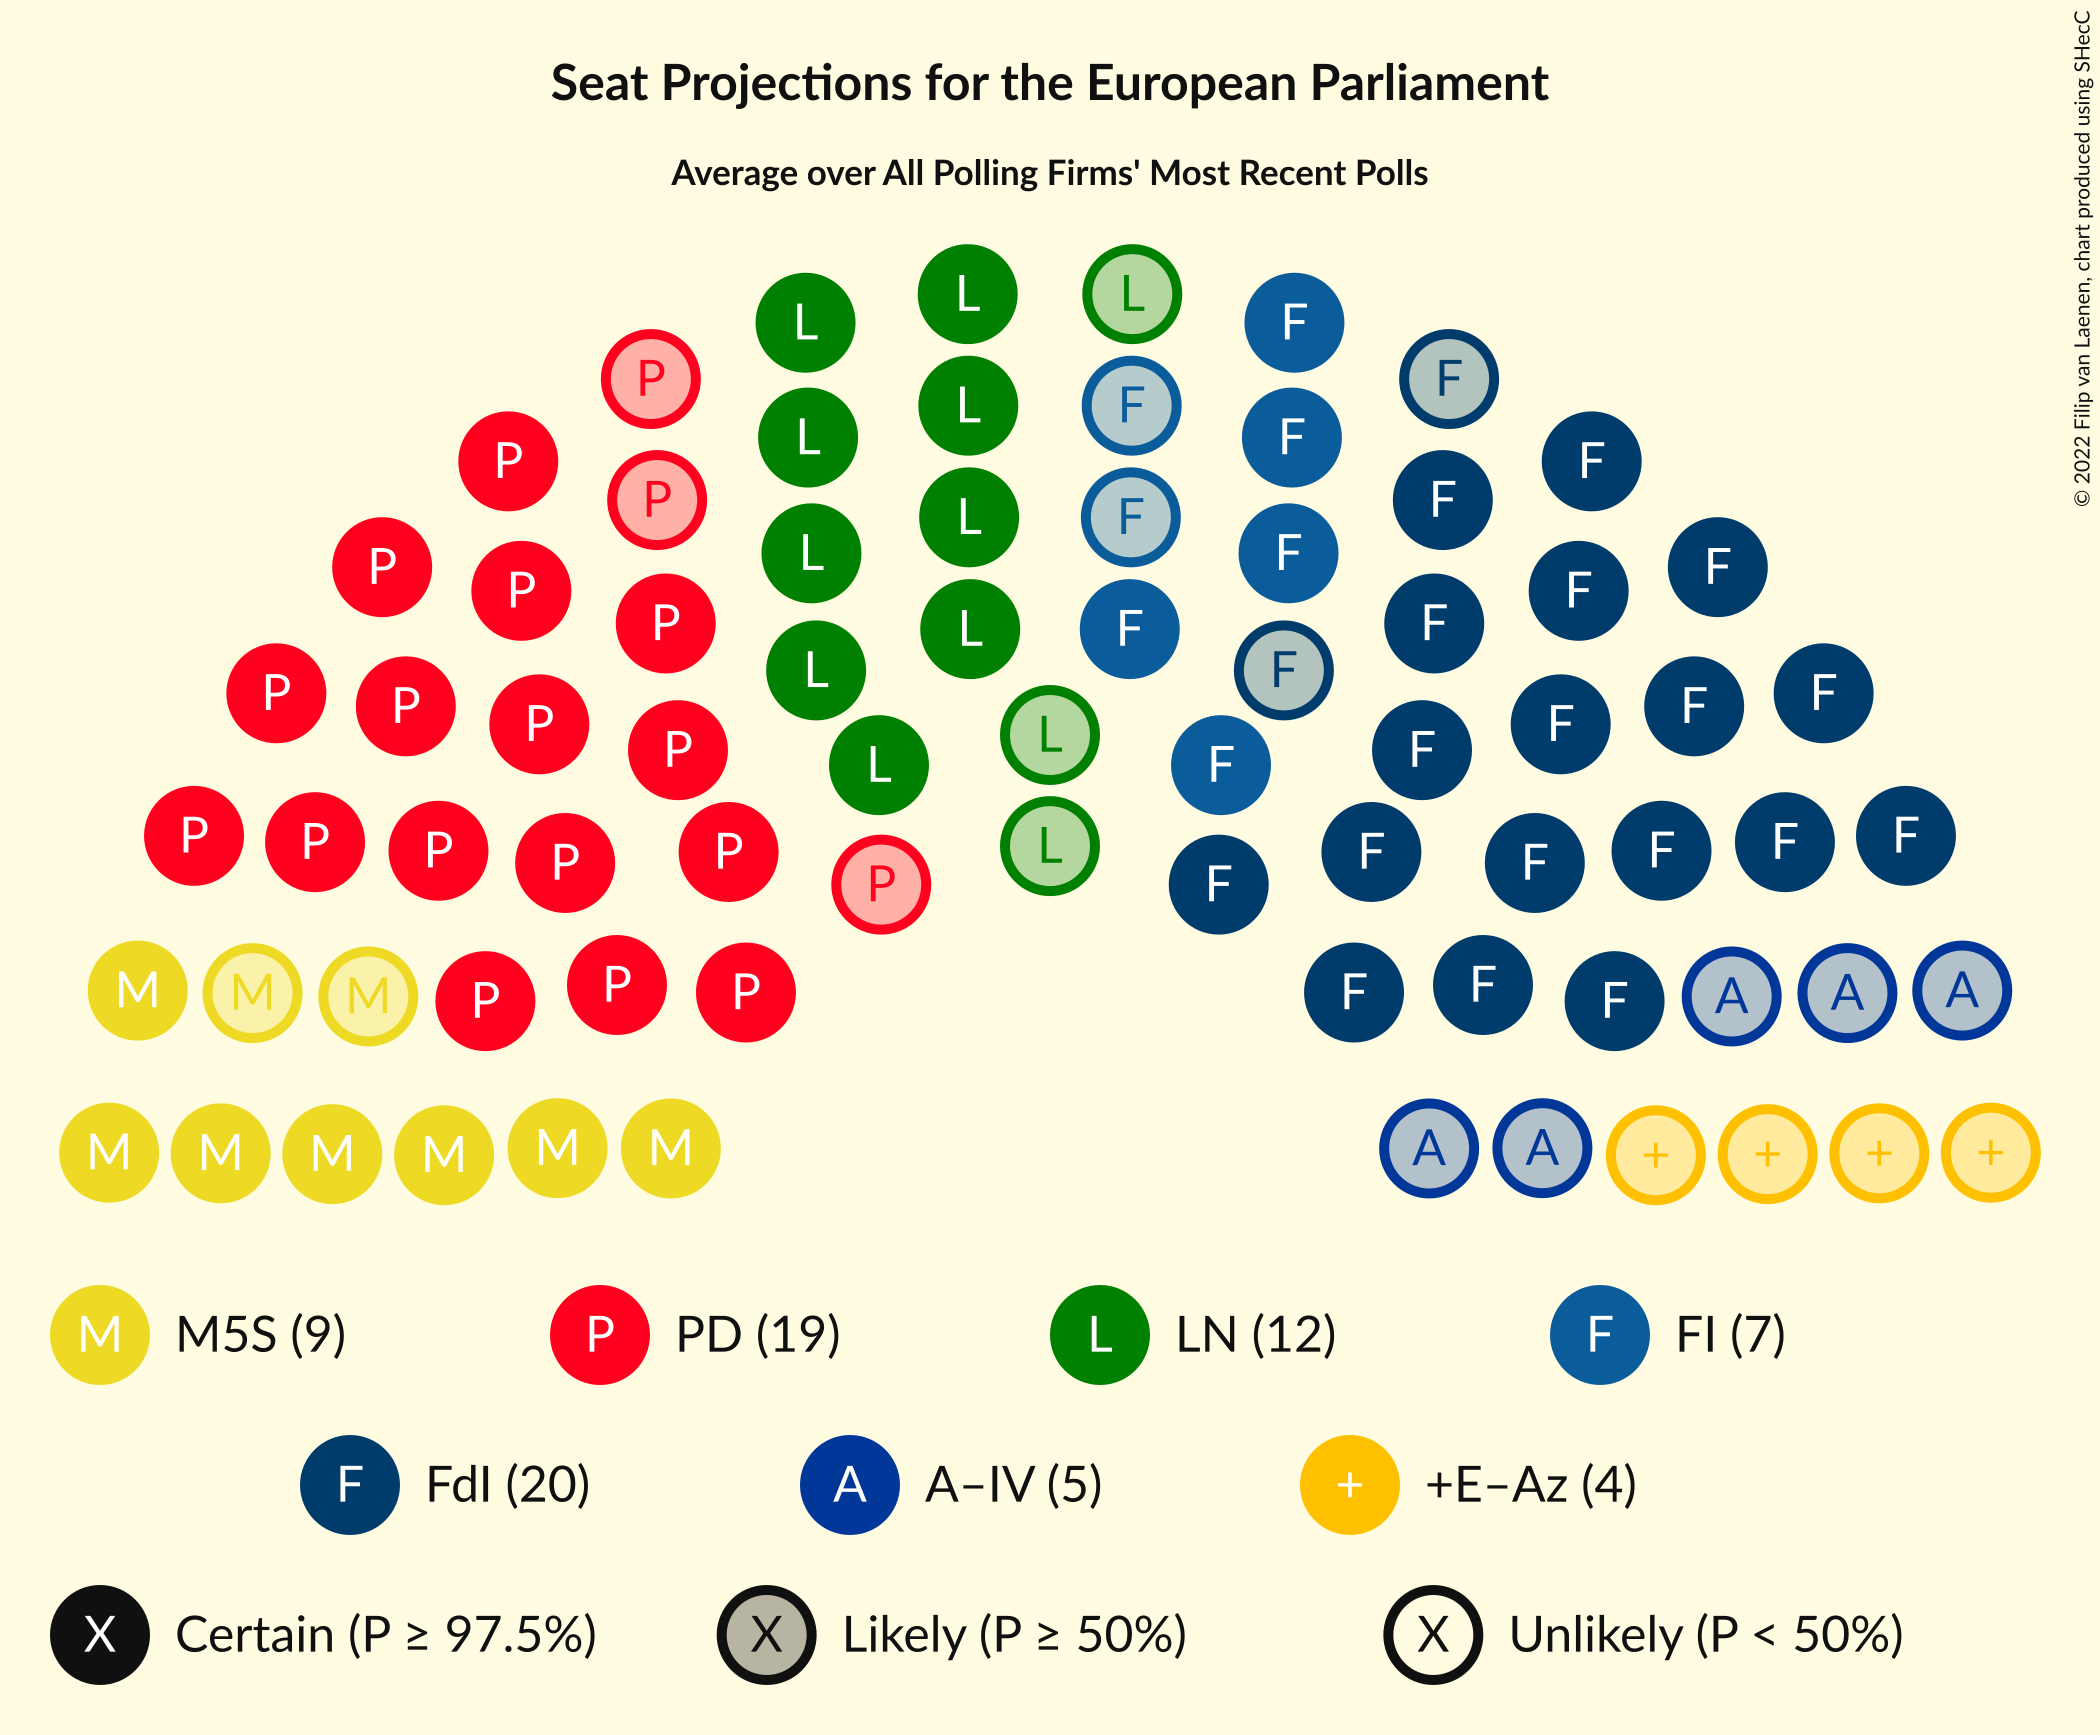 Seat Projections for the European Parliament
Average over All Polling Firms' Most Recent Polls
© 2022 Filip van Laenen, chart produced using SHecC
L L
L F
P F
L L F F
P F
P P L L F F F F
P P L L F F F F
P P P L L F F F F F
P P P P L L F F F F F
P P P P P P L F F F F F F
M M M P P P F F F A A A
M M M M M M A A + + + +
M M5S (9) P PD (19) L LN (12) F FI (7)
F FdI (20) A A–IV (5) + +E–Az (4)
X Certain (P ≥ 97.5%) X Likely (P ≥ 50%) X Unlikely (P < 50%)